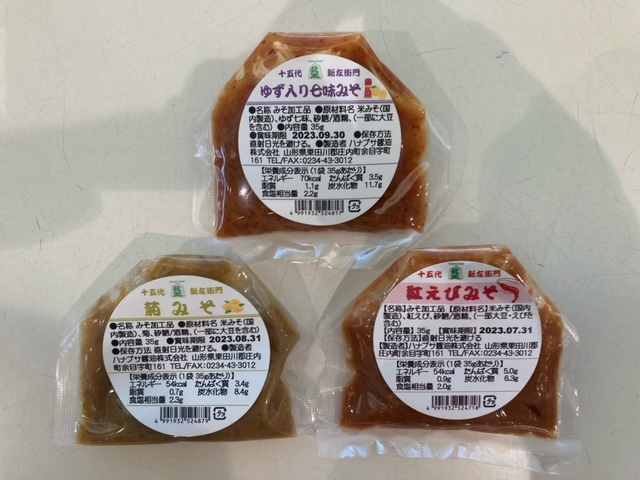 十五代 新左衛門
ゆず入り七味みそ
●名称 みそ加工品 ●原材料名 米みそ(国
内製造)、ゆず七味、砂糖/酒精、(一部に大豆
を含む) ●内容量 35g
●賞味期限 2023.09.30 ●保存方法
直射日光を避ける。●製造者 ハナブサ醤油
株式会社 山形県東田川郡庄内町余目字町
161 TEL/FAX:0234-43-3012
【栄養成分表示(1袋 35gあたり)】
エネルギー 70kcal たんぱく質 3.5g
脂質 1.1g 炭水化物 11.7g
食塩相当量 2.2g
4 991932 524817
十五代 新左衛門
菊みそ
●名称 みそ加工品 ●原材料名 米みそ(国内
製造)、菊、砂糖/酒精、(一部に大豆を含む)
●内容量 35g ●賞味期限 2023.08.31
●保存方法 直射日光を避ける。●製造者
ハナブサ醤油株式会社 山形県東田川郡庄内
町余目字町161 TEL/FAX:0234-43-3012
【栄養成分表示(1袋 35gあたり)】
エネルギー 54kcal たんぱく質 3.4g
脂質 0.7g 炭水化物 8.4g
食塩相当量 2.3g
4 991932 524879
十五代 新左衛門
紅えびみそ
【名称】みそ加工品【原材料名】米みそ(国内
製造)、紅えび、砂糖/酒精、(一部大豆・えびを
含む)【内容量】35g【賞味期限】2023.07.31
【保存方法】直射日光を避ける
【製造者】ハナブサ醤油株式会社 山形県東田川郡
庄内町余目字町161 TEL/FAX 0234-43-3012
【栄養成分表示(1袋 35gあたり)】
エネルギー 54kcal たんぱく質 5.0g
脂質 0.9g 炭水化物 6.3g
食塩相当量 2.0g
4 991932 524718